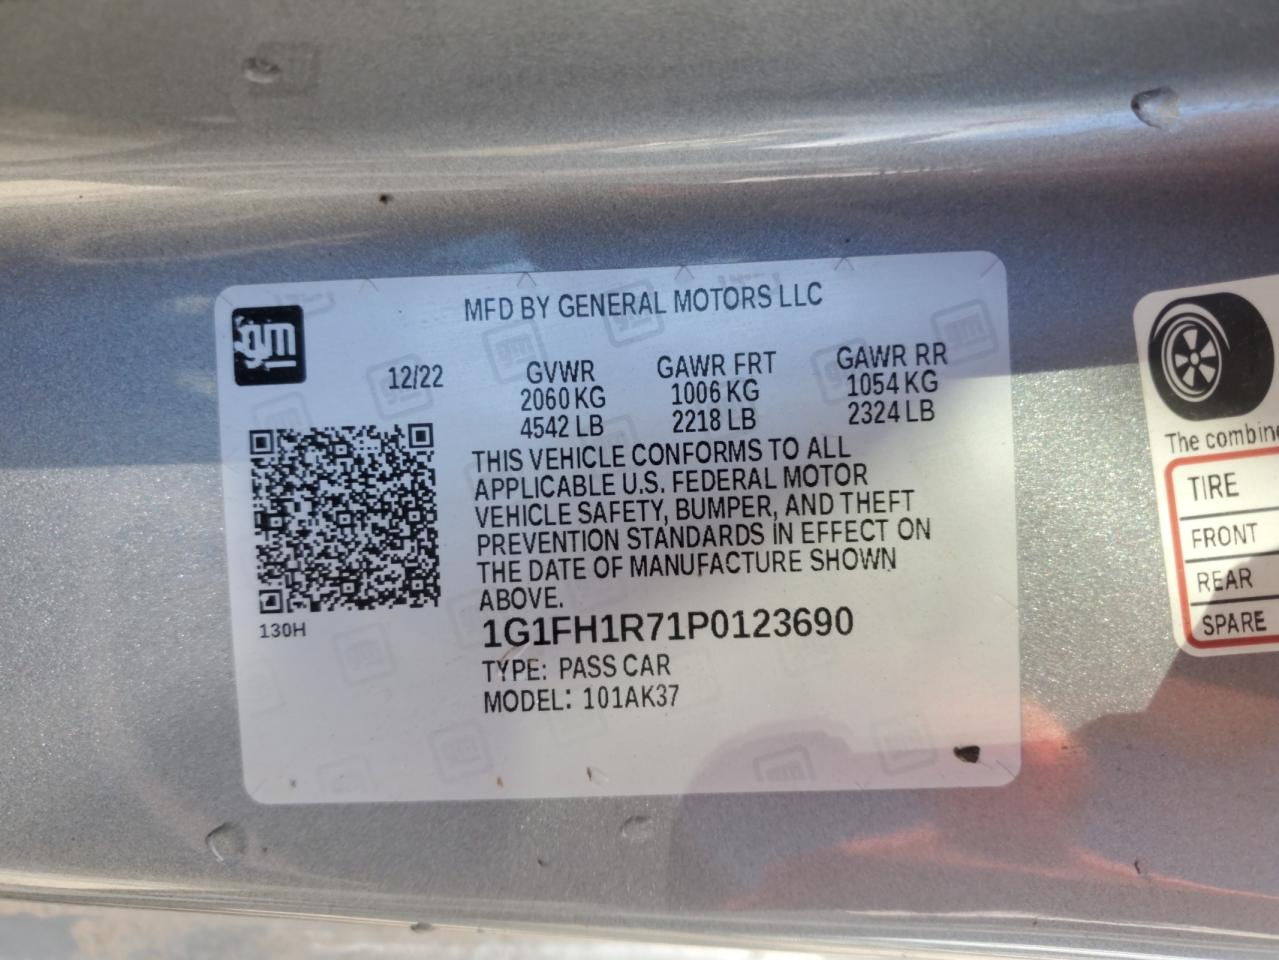 MFD BY GENERAL MOTORS LLC
gm
12/22
GVWR
2060 KG
4542 LB
GAWR FRT
1006 KG
2218 LB
GAWR RR
1054 KG
2324 LB
THIS VEHICLE CONFORMS TO ALL
APPLICABLE U.S. FEDERAL MOTOR
VEHICLE SAFETY, BUMPER, AND THEFT
PREVENTION STANDARDS IN EFFECT ON
THE DATE OF MANUFACTURE SHOWN
ABOVE.
130H
1G1FH1R71P0123690
TYPE: PASS CAR
MODEL: 101AK37
The combine
TIRE
FRONT
REAR
SPARE